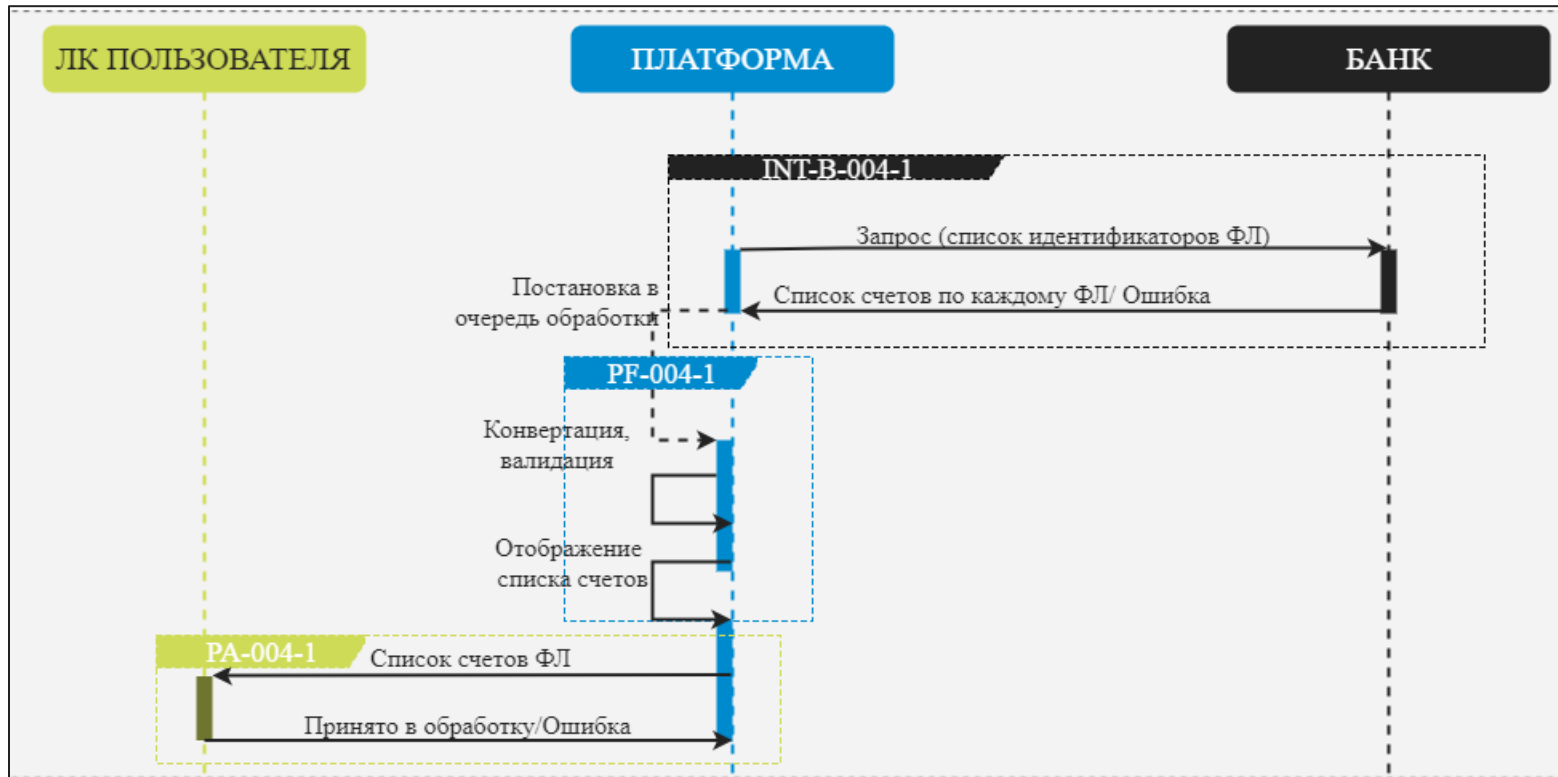 ЛК ПОЛЬЗОВАТЕЛЯ
ПЛАТФОРМА
БАНК
INT-B-004-1
Запрос (список идентификаторов ФЛ)
Постановка в
очередь обработки
Список счетов по каждому ФЛ/ Ошибка
PF-004-1
Конвертация,
валидация
Отображение
списка счетов
PA-004-1
Список счетов ФЛ
Принято в обработку/Ошибка